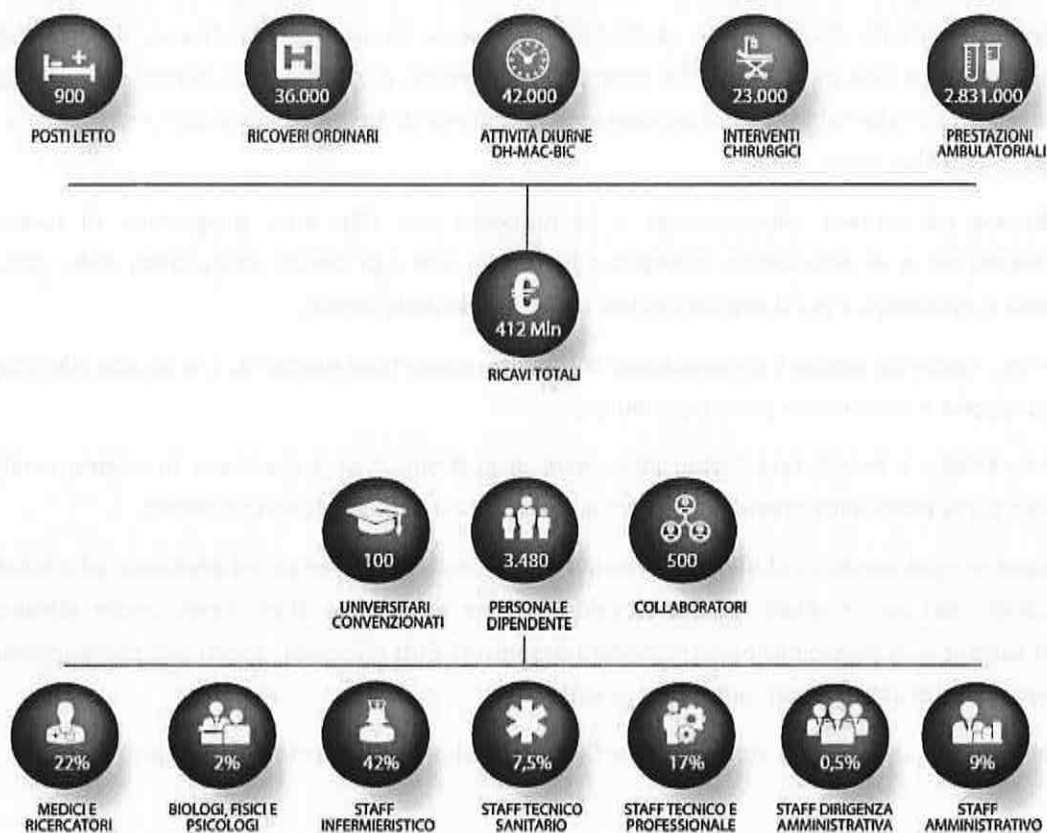 900
POSTI LETTO
36.000
RICOVERI ORDINARI
42.000
ATTIVITÀ DIURNE
DH-MAC-BIC
23.000
INTERVENTI
CHIRURGICI
2.831.000
PRESTAZIONI
AMBULATORIALI
€
412 Mln
RICAVI TOTALI
100
UNIVERSITARI
CONVENZIONATI
3.480
PERSONALE
DIPENDENTE
500
COLLABORATORI
22%
MEDICI E
RICERCATORI
2%
BIOLOGI, FISICI E
PSICOLOGI
42%
STAFF
INFERMIERISTICO
7,5%
STAFF TECNICO
SANITARIO
17%
STAFF TECNICO E
PROFESSIONALE
0,5%
STAFF DIRIGENZA
AMMINISTRATIVA
9%
STAFF
AMMINISTRATIVO